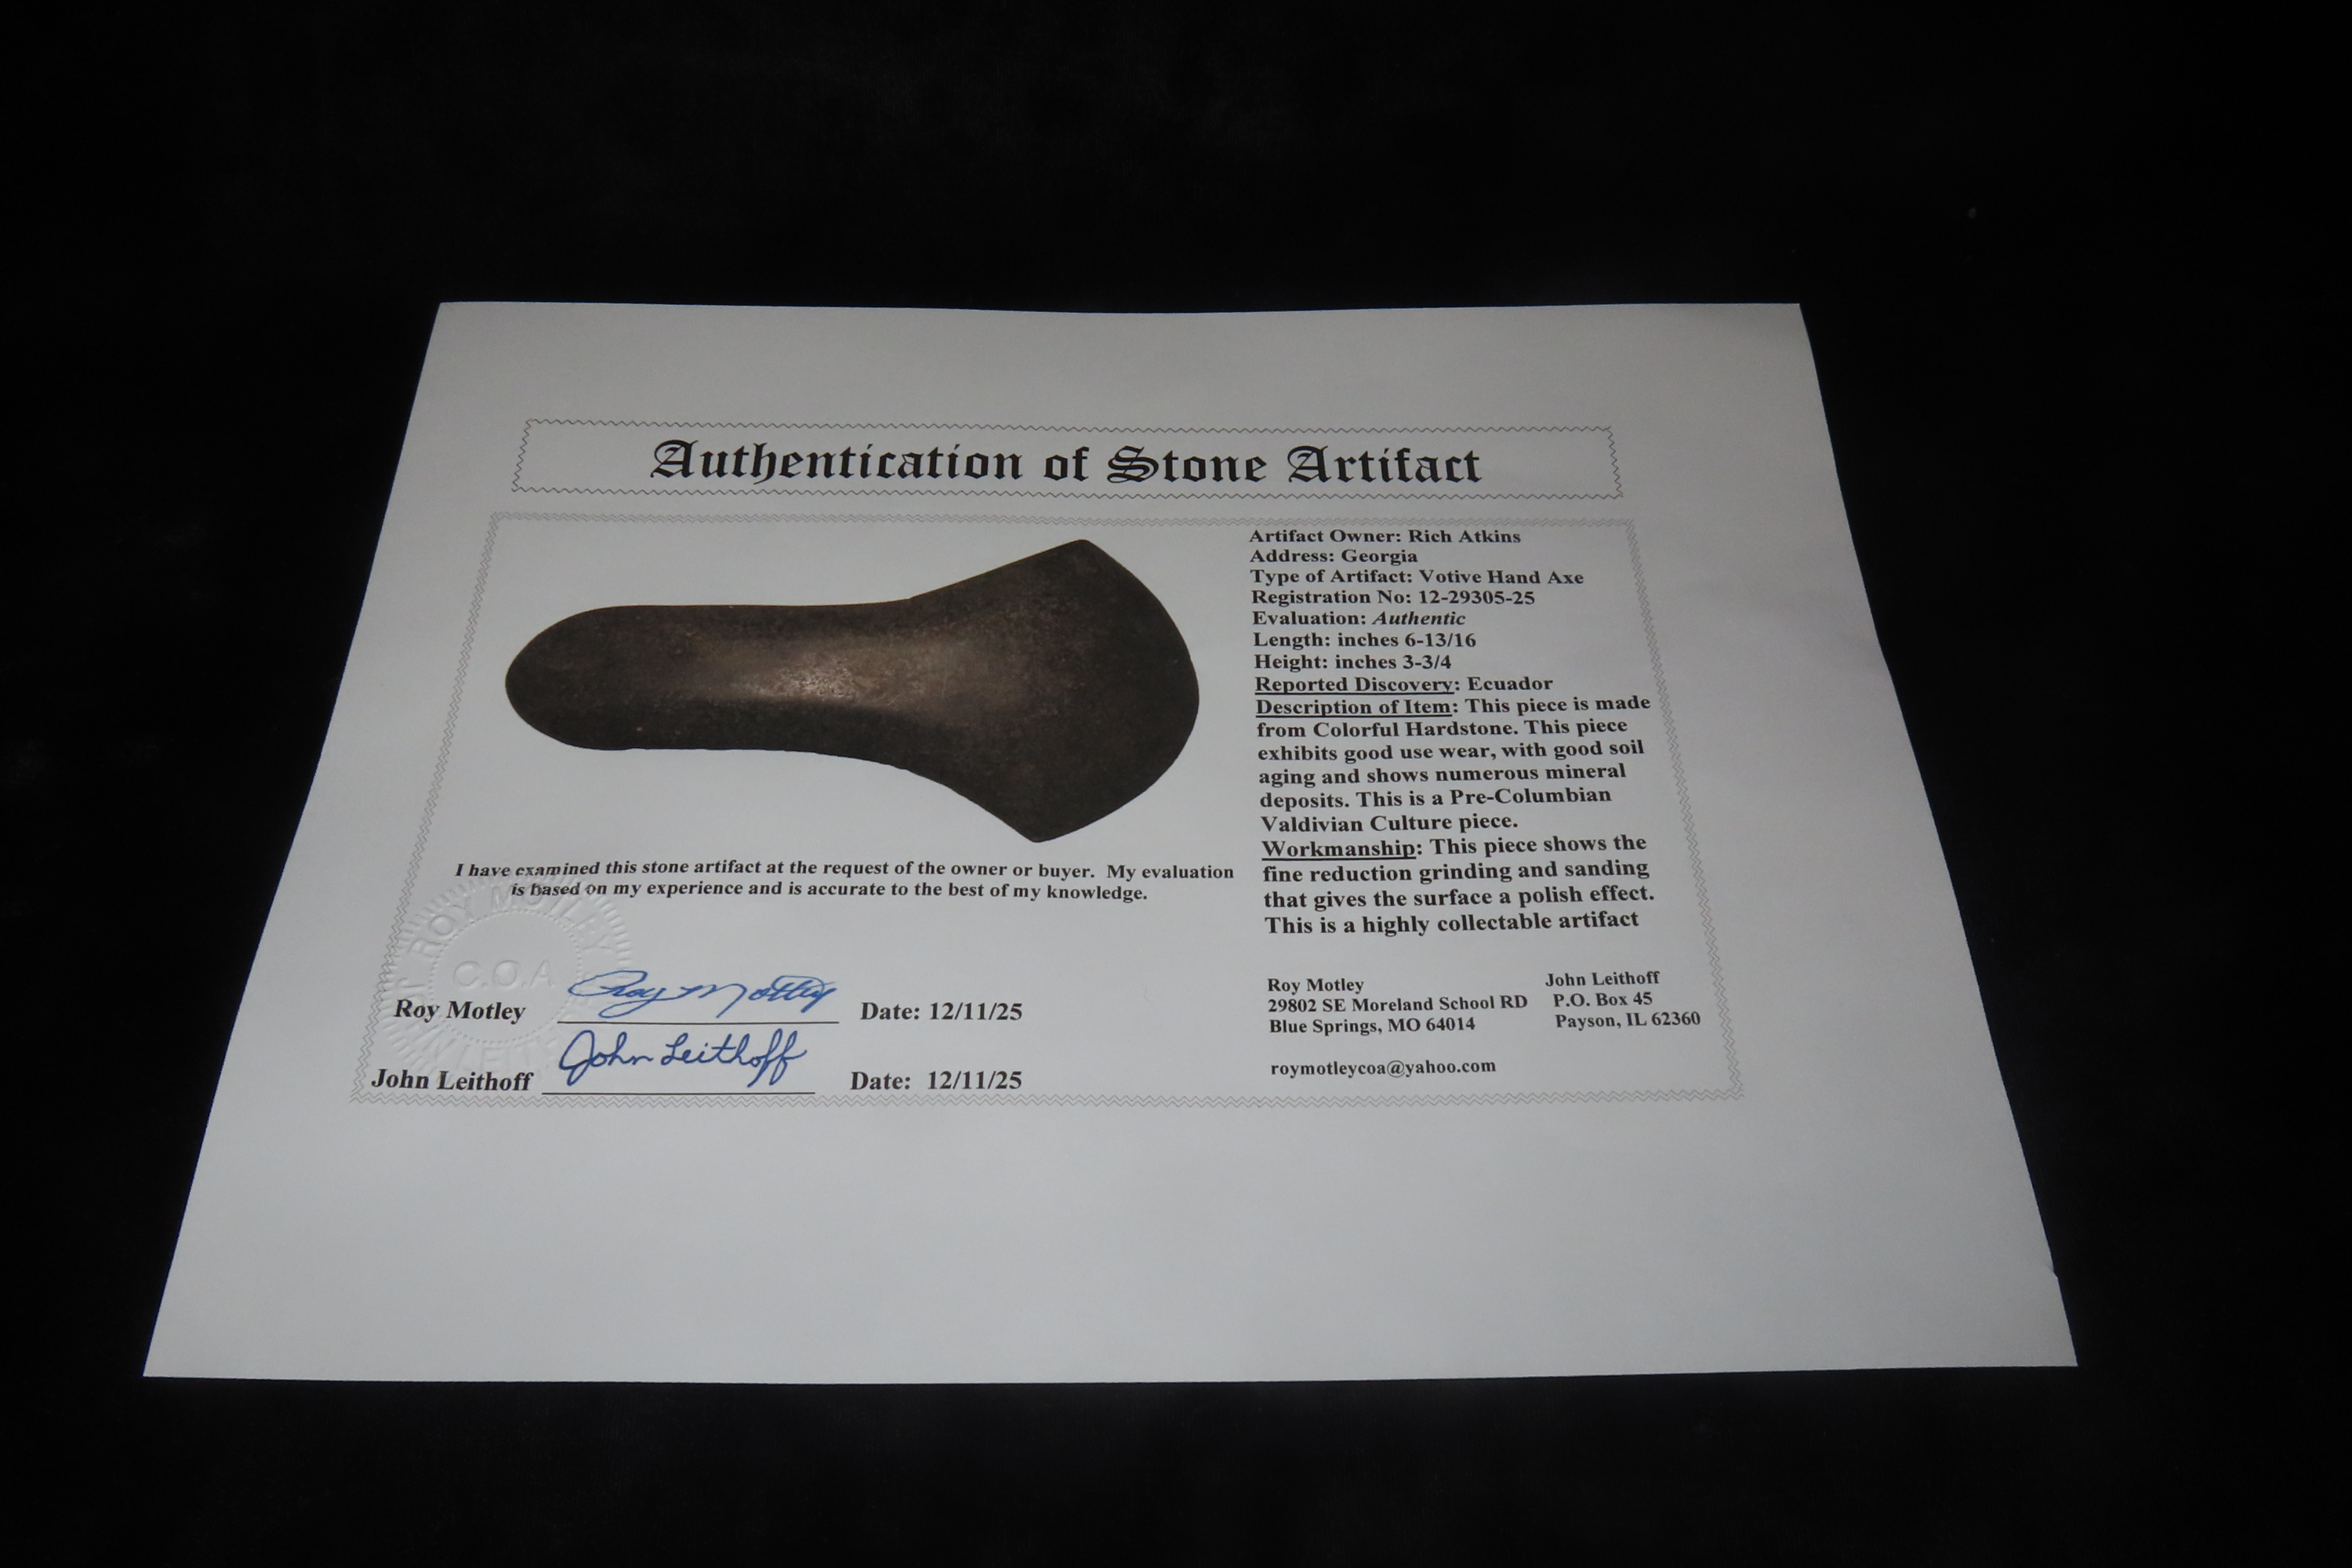 Authentication of Stone Artifact
Artifact Owner: Rich Atkins
Address: Georgia
Type of Artifact: Votive Hand Axe
Registration No: 12-29305-25
Evaluation: Authentic
Length: inches 6-13/16
Height: inches 3-3/4
Reported Discovery: Ecuador
Description of Item: This piece is made
from Colorful Hardstone. This piece
exhibits good use wear, with good soil
aging and shows numerous mineral
deposits. This is a Pre-Columbian
Valdivian Culture piece.
Workmanship: This piece shows the
fine reduction grinding and sanding
that gives the surface a polish effect.
This is a highly collectable artifact
I have examined this stone artifact at the request of the owner or buyer. My evaluation
is based on my experience and is accurate to the best of my knowledge.
ROY MOTLEY
C.O.A
Roy Motley Roy Motley Date: 12/11/25
John Leithoff John Leithoff Date: 12/11/25
Roy Motley
29802 SE Moreland School RD
Blue Springs, MO 64014
John Leithoff
P.O. Box 45
Payson, IL 62360
roymotleycoa@yahoo.com